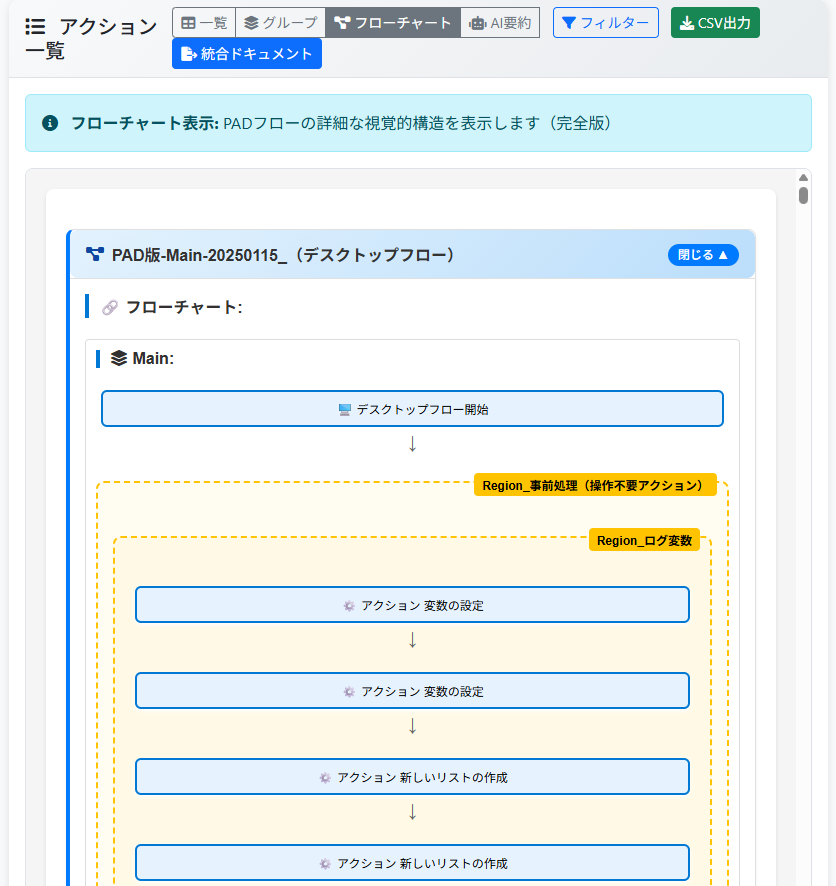 アクション一覧
一覧 グループ フローチャート AI要約 フィルター CSV出力
統合ドキュメント
フローチャート表示: PADフローの詳細な視覚的構造を表示します（完全版）
PAD版-Main-20250115_（デスクトップフロー） 閉じる ▲
フローチャート:
Main:
デスクトップフロー開始
↓
Region_事前処理（操作不要アクション）
Region_ログ変数
アクション 変数の設定
↓
アクション 変数の設定
↓
アクション 新しいリストの作成
↓
アクション 新しいリストの作成